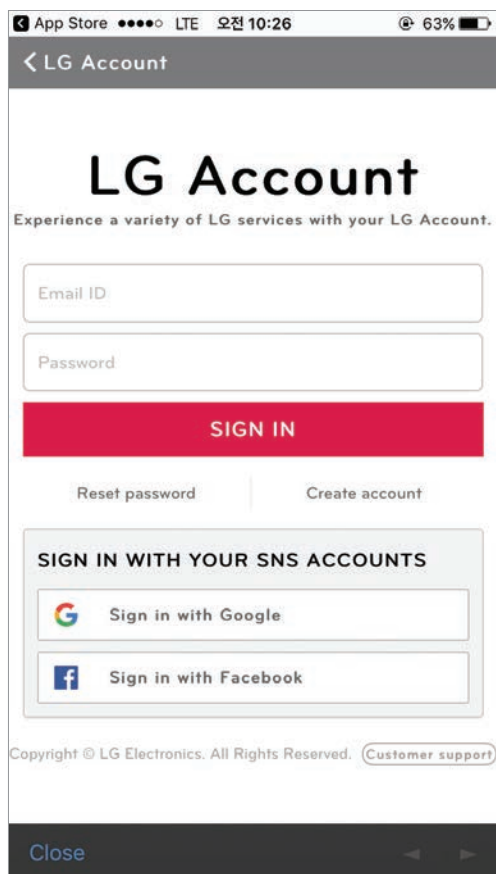 App Store LTE 오전 10:26 63%
LG Account
LG Account
Experience a variety of LG services with your LG Account.
Email ID
Password
SIGN IN
Reset password Create account
SIGN IN WITH YOUR SNS ACCOUNTS
Sign in with Google
Sign in with Facebook
Copyright © LG Electronics. All Rights Reserved. Customer support
Close